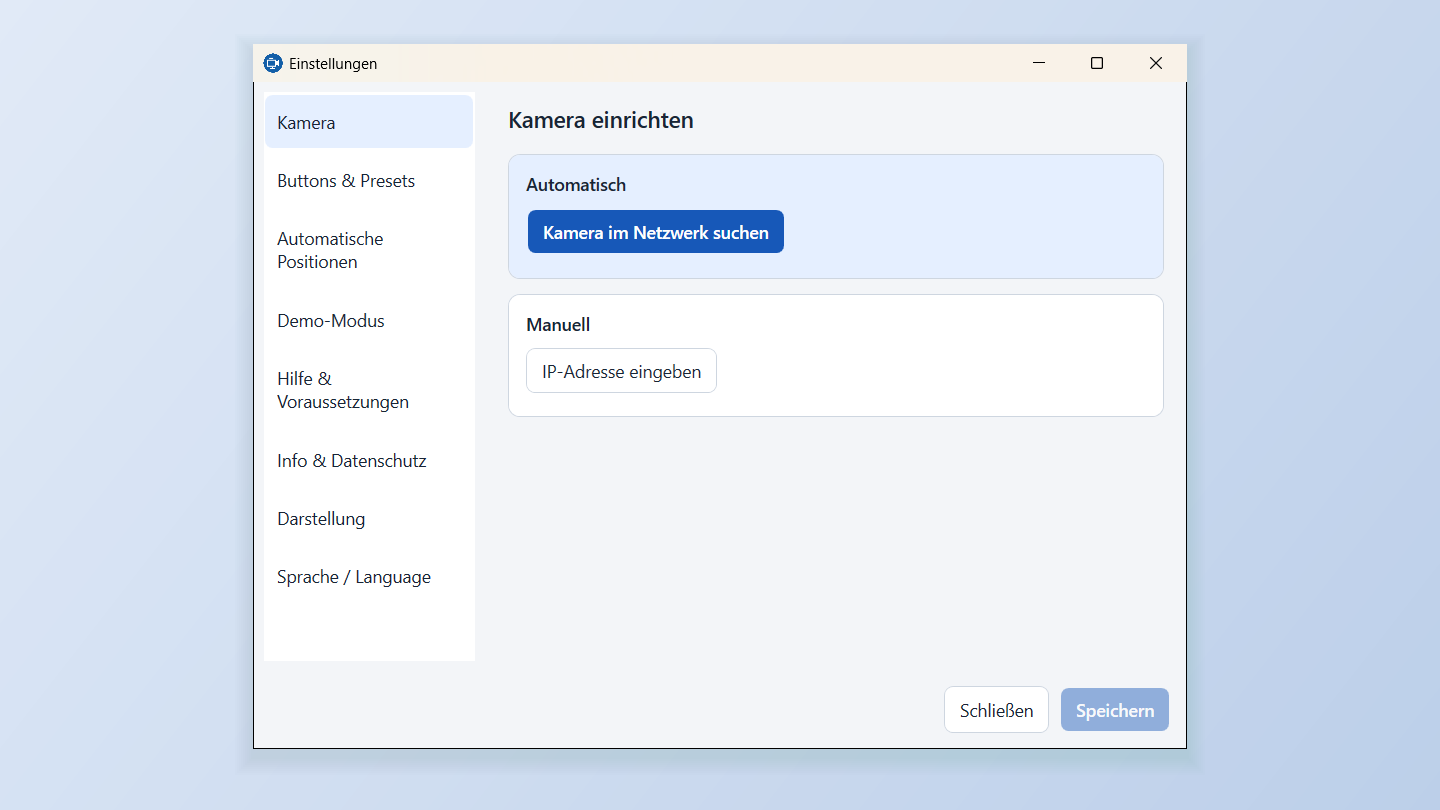 Einstellungen
Kamera
Buttons & Presets
Automatische
Positionen
Demo-Modus
Hilfe &
Voraussetzungen
Info & Datenschutz
Darstellung
Sprache / Language
Kamera einrichten
Automatisch
Kamera im Netzwerk suchen
Manuell
IP-Adresse eingeben
Schließen
Speichern